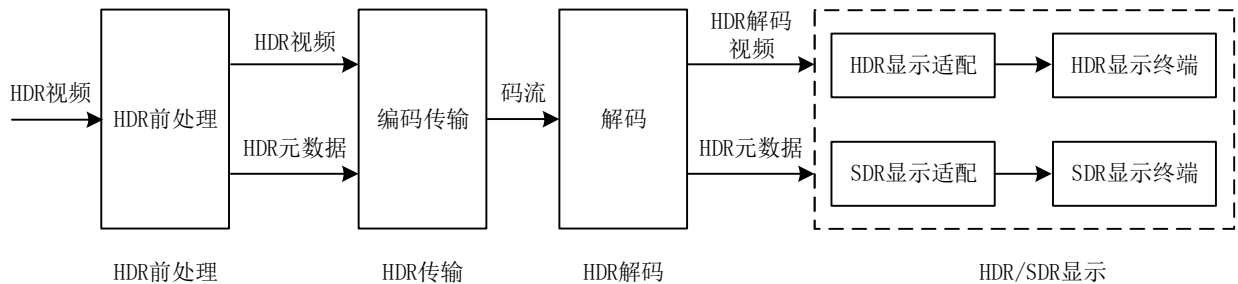 HDR视频
HDR前处理
HDR视频
HDR元数据
编码传输
码流
解码
HDR解码
视频
HDR元数据
HDR显示适配
HDR显示终端
SDR显示适配
SDR显示终端
HDR前处理
HDR传输
HDR解码
HDR/SDR显示